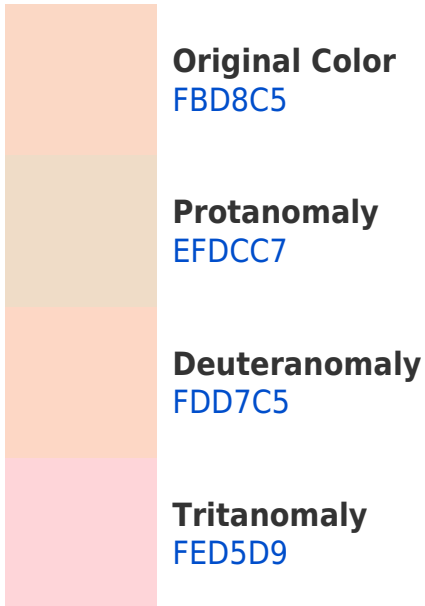 Original Color
FBD8C5
Protanomaly
EFDCC7
Deuteranomaly
FDD7C5
Tritanomaly
FED5D9